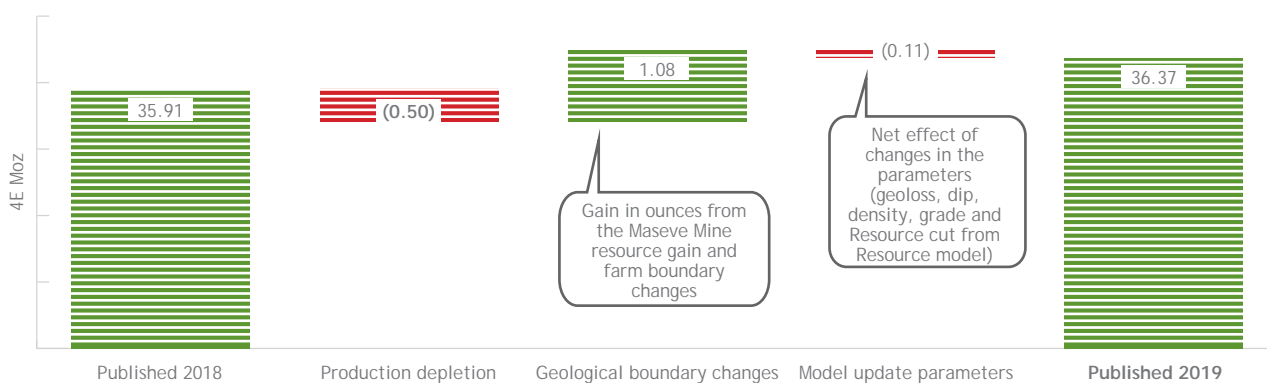 4E Moz
35.91
(0.50)
1.08
(0.11)
36.37
Gain in ounces from
the Maseve Mine
resource gain and
farm boundary
changes
Net effect of
changes in the
parameters
(geoloss, dip,
density, grade and
Resource cut from
Resource model)
Published 2018
Production depletion
Geological boundary changes
Model update parameters
Published 2019